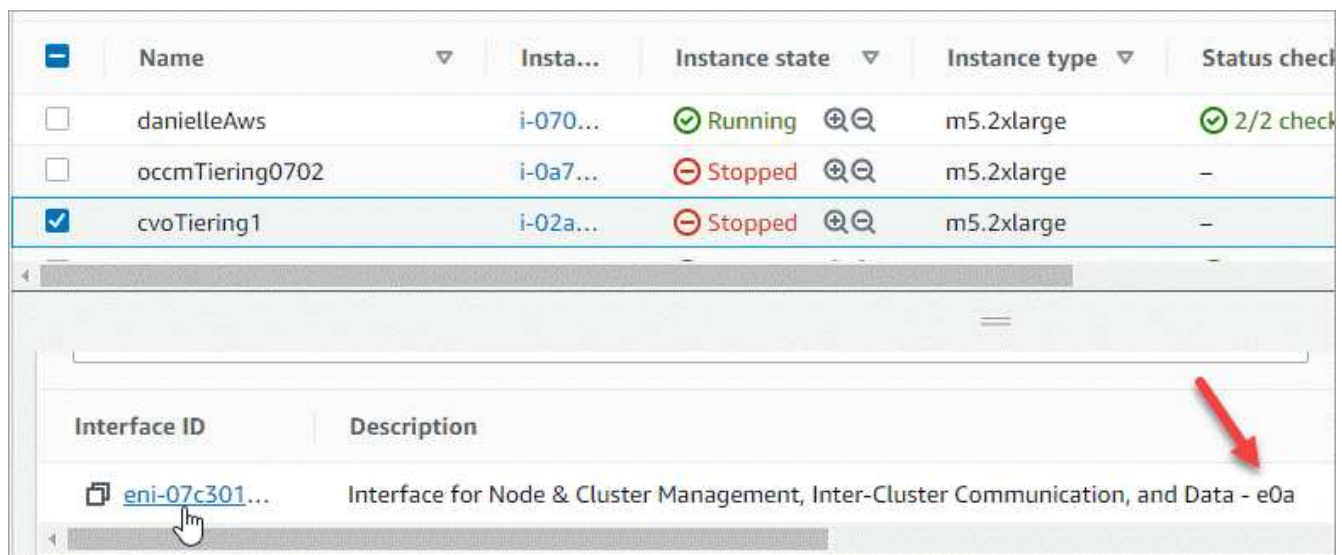 Name Insta... Instance state Instance type Status check
danielleAws i-070... Running m5.2xlarge 2/2 check
occmTiering0702 i-0a7... Stopped m5.2xlarge –
cvoTiering1 i-02a... Stopped m5.2xlarge –
Interface ID Description
eni-07c301... Interface for Node & Cluster Management, Inter-Cluster Communication, and Data - e0a